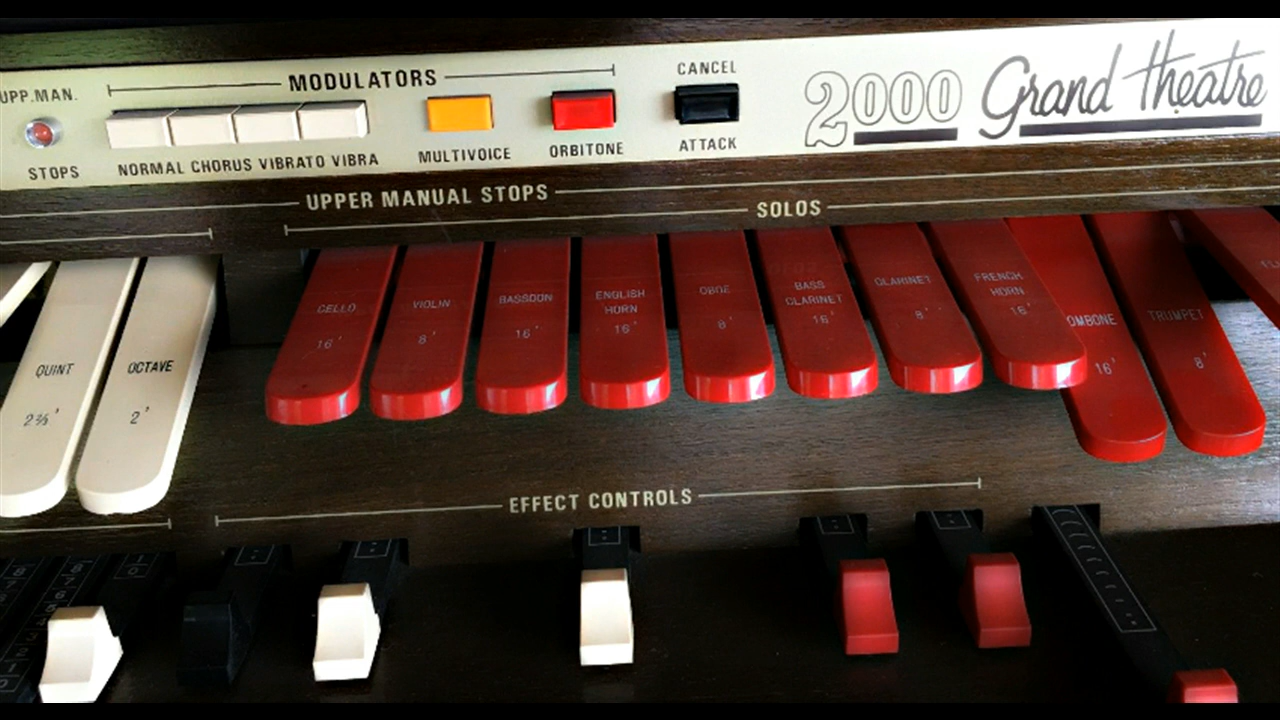 UPP.MAN.
STOPS
MODULATORS
NORMAL CHORUS VIBRATO VIBRA
MULTIVOICE
ORBITONE
CANCEL
ATTACK
2000 Grand Theatre
UPPER MANUAL STOPS
SOLOS
QUINT
2⅔'
OCTAVE
2'
CELLO
16'
VIOLIN
8'
BASSOON
16'
ENGLISH
HORN
16'
OBOE
8'
BASS
CLARINET
16'
CLARINET
8'
FRENCH
HORN
16'
OMBONE
16'
TRUMPET
8'
EFFECT CONTROLS